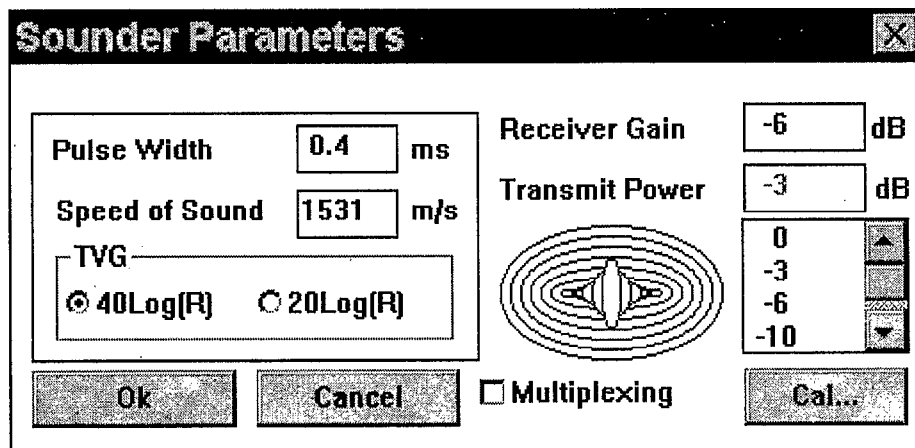 Sounder Parameters
Pulse Width 0.4 ms
Speed of Sound 1531 m/s
TVG
40Log(R) 20Log(R)
Receiver Gain -6 dB
Transmit Power -3 dB
0
-3
-6
-10
Ok Cancel Multiplexing Cal...